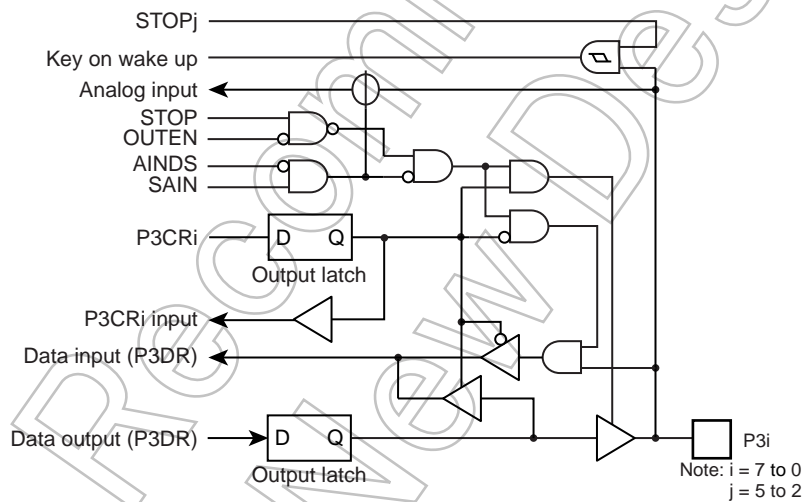 STOPj
Key on wake up
Analog input
STOP
OUTEN
AINDS
SAIN
P3CRi
D Q
Output latch
P3CRi input
Data input (P3DR)
Data output (P3DR)
D Q
Output latch
P3i
Note: i = 7 to 0
j = 5 to 2